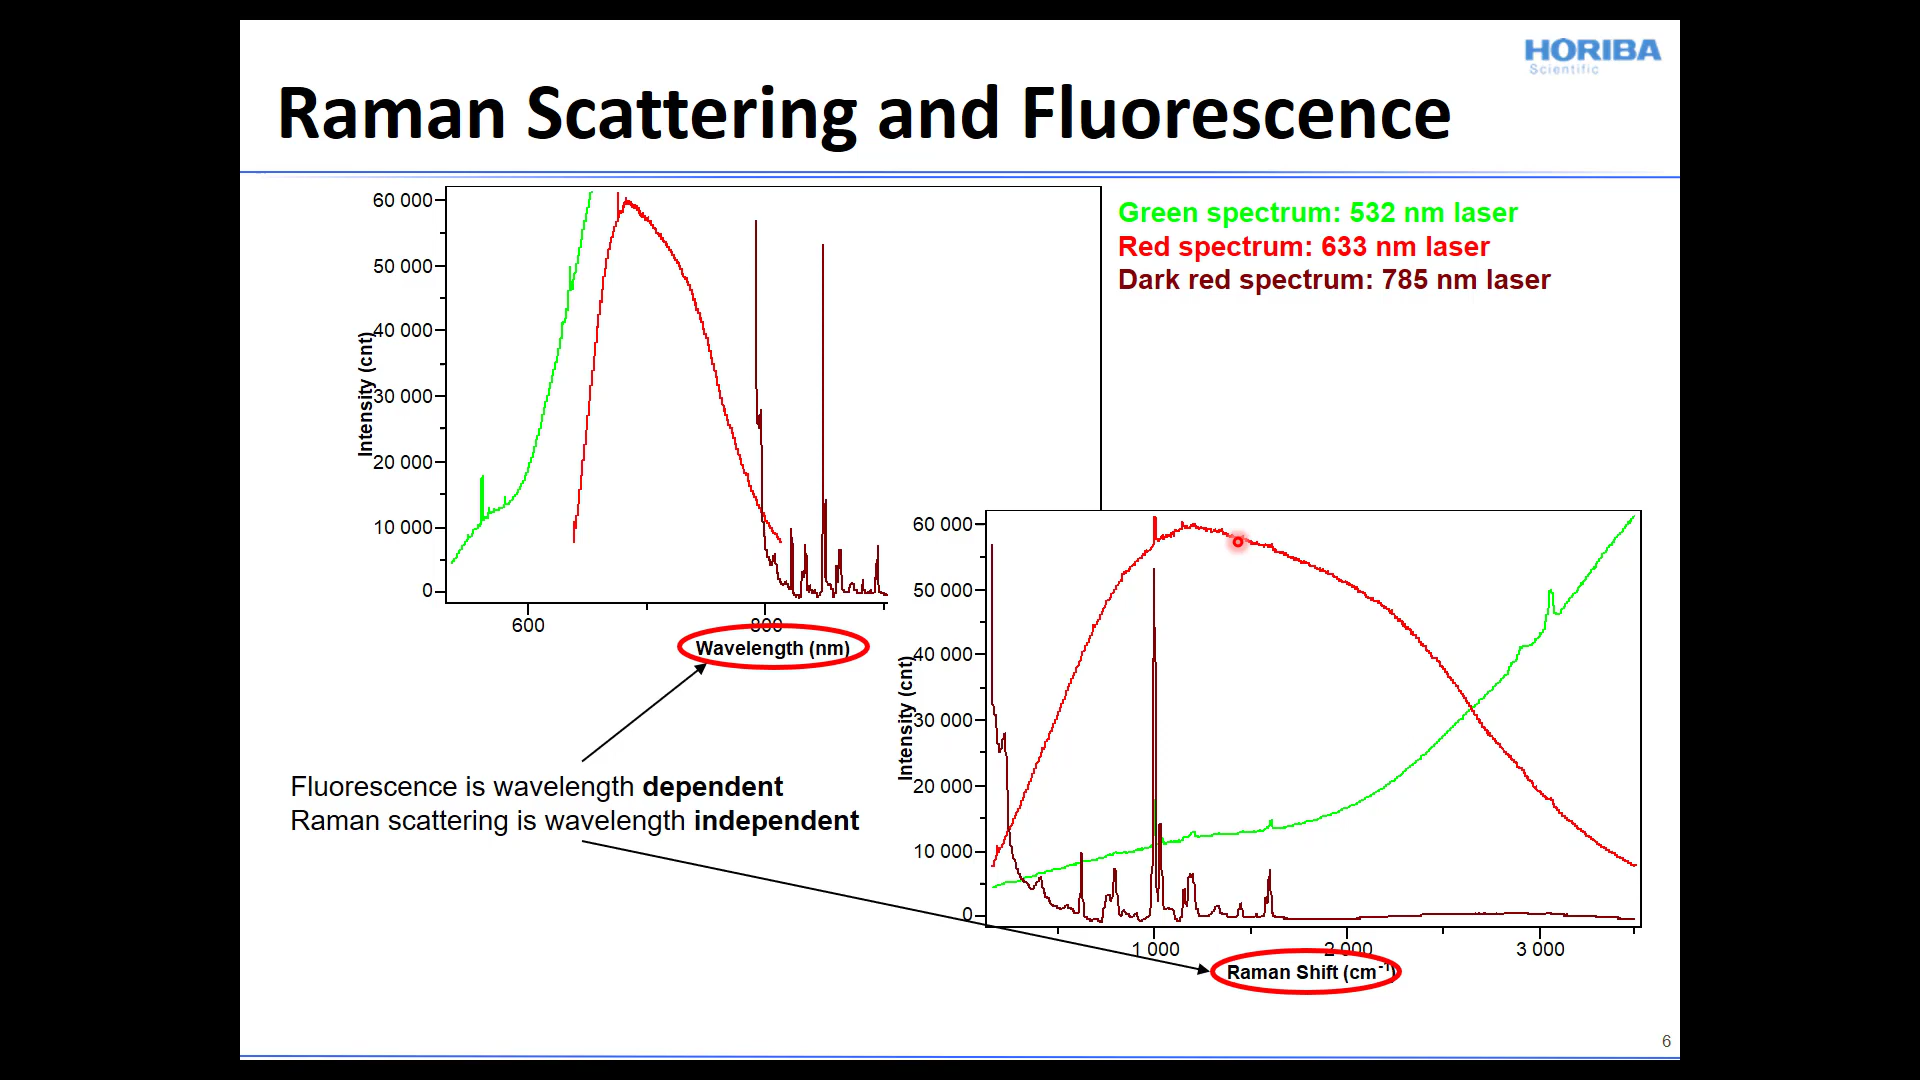 HORIBA
Scientific
Raman Scattering and Fluorescence
Green spectrum: 532 nm laser
Red spectrum: 633 nm laser
Dark red spectrum: 785 nm laser
60 000
50 000
40 000
30 000
20 000
10 000
0
Intensity (cnt)
600
800
Wavelength (nm)
Fluorescence is wavelength dependent
Raman scattering is wavelength independent
60 000
50 000
40 000
30 000
20 000
10 000
0
Intensity (cnt)
1 000
2 000
3 000
Raman Shift (cm⁻¹)
6